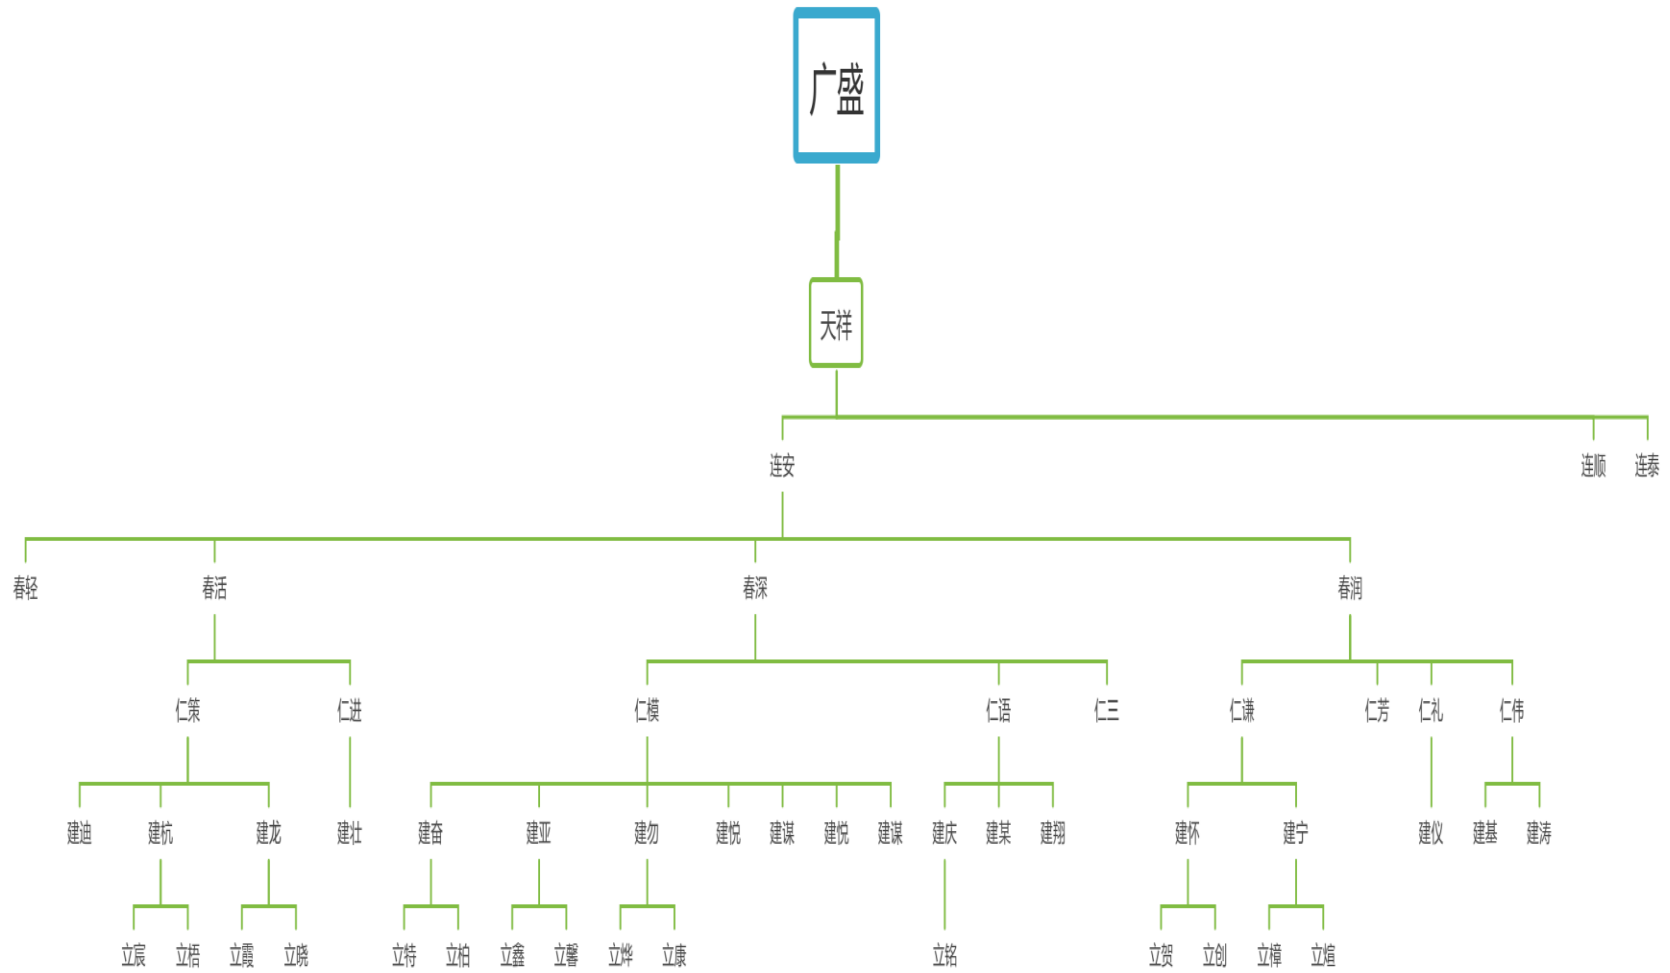 广盛
天祥
连安 连顺 连泰
春轻 春活 春深 春润
仁策 仁进 仁模 仁语 仁三 仁谦 仁芳 仁礼 仁伟
建迪 建杭 建龙 建壮 建奋 建亚 建勿 建悦 建谋 建悦 建谋 建庆 建某 建翔 建怀 建宁 建仪 建基 建涛
立宸 立梧 立霞 立晓 立特 立柏 立鑫 立馨 立烨 立康 立铭 立贺 立创 立樟 立煊